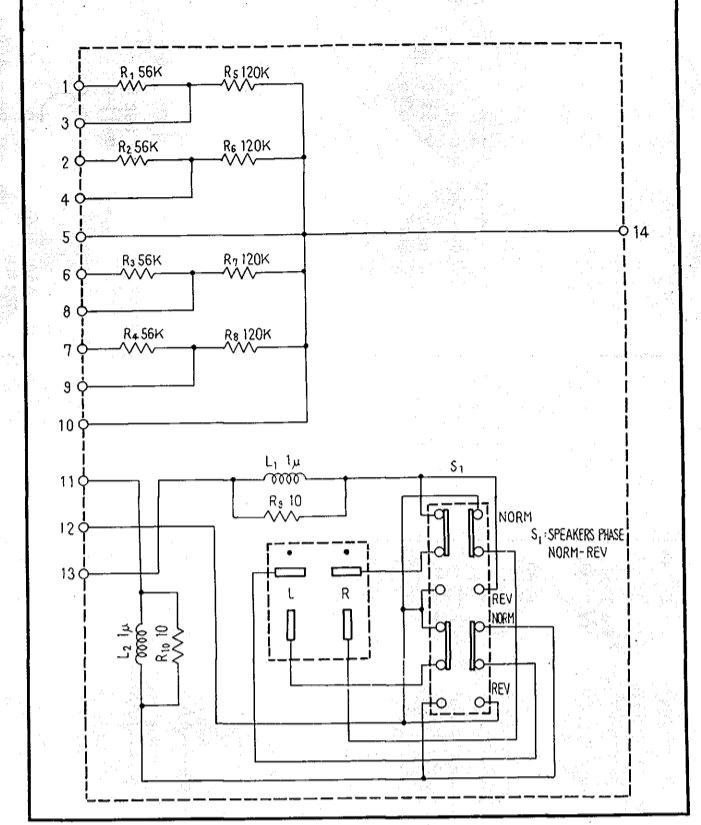 R1 56K R5 120K
1
3
R2 56K R6 120K
2
4
5
14
R3 56K R7 120K
6
8
R4 56K R8 120K
7
9
10
L1 1μ
S1
11
R9 10
NORM
12
S1:SPEAKERS PHASE
NORM-REV
13
L R
REV
NORM
L2 1μ
R10 10
REV